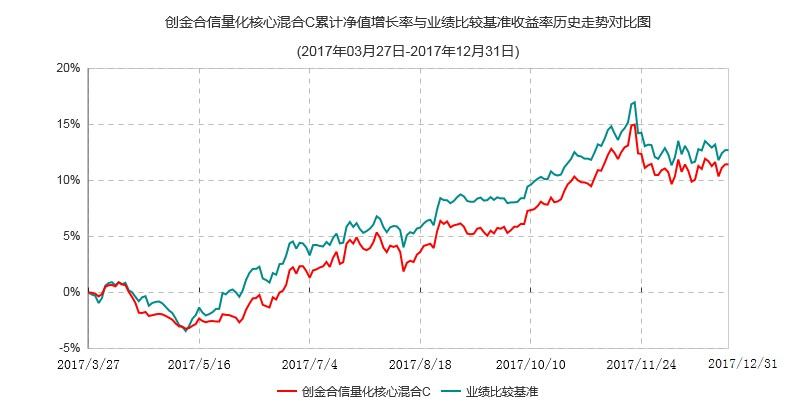 创金合信量化核心混合C累计净值增长率与业绩比较基准收益率历史走势对比图
(2017年03月27日-2017年12月31日)
20%
15%
10%
5%
0%
-5%
2017/3/27 2017/5/16 2017/7/4 2017/8/18 2017/10/10 2017/11/24 2017/12/31
创金合信量化核心混合C 业绩比较基准